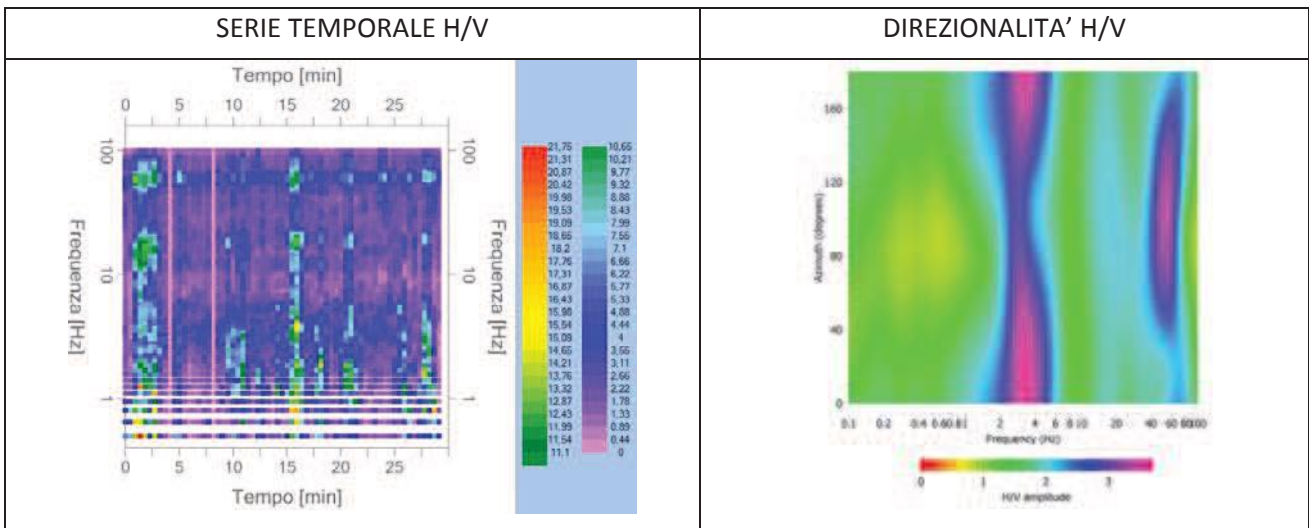 SERIE TEMPORALE H/V
DIREZIONALITA’ H/V
Tempo [min]
0 5 10 15 20 25
100 100
10 10
1 1
Frequenza [Hz]
Frequenza [Hz]
0 5 10 15 20 25
Tempo [min]
21,75 10,65
21,31 10,21
20,87 9,77
20,42 9,32
19,98 8,88
19,53 8,43
19,09 7,99
18,65 7,55
18,2 7,1
17,76 6,66
17,31 6,22
16,87 5,77
16,43 5,33
15,98 4,88
15,54 4,44
15,09 4
14,65 3,55
14,21 3,11
13,76 2,66
13,32 2,22
12,87 1,78
12,43 1,33
11,99 0,89
11,54 0,44
11,1 0
160
120
80
40
0
Azimuth (degrees)
0.1 0.2 0.4 2 4 6 8 10 20 40 60
Frequency (Hz)
0 1 2 3
H/V amplitude